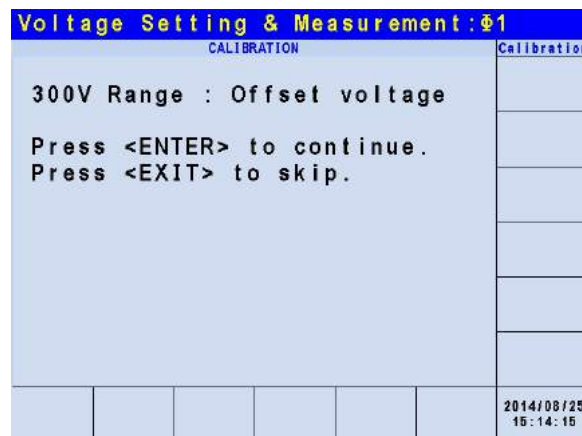 Voltage Setting & Measurement:Φ1
CALIBRATION
Calibratio
300V Range : Offset voltage
Press <ENTER> to continue.
Press <EXIT> to skip.
2014/08/25
15:14:15